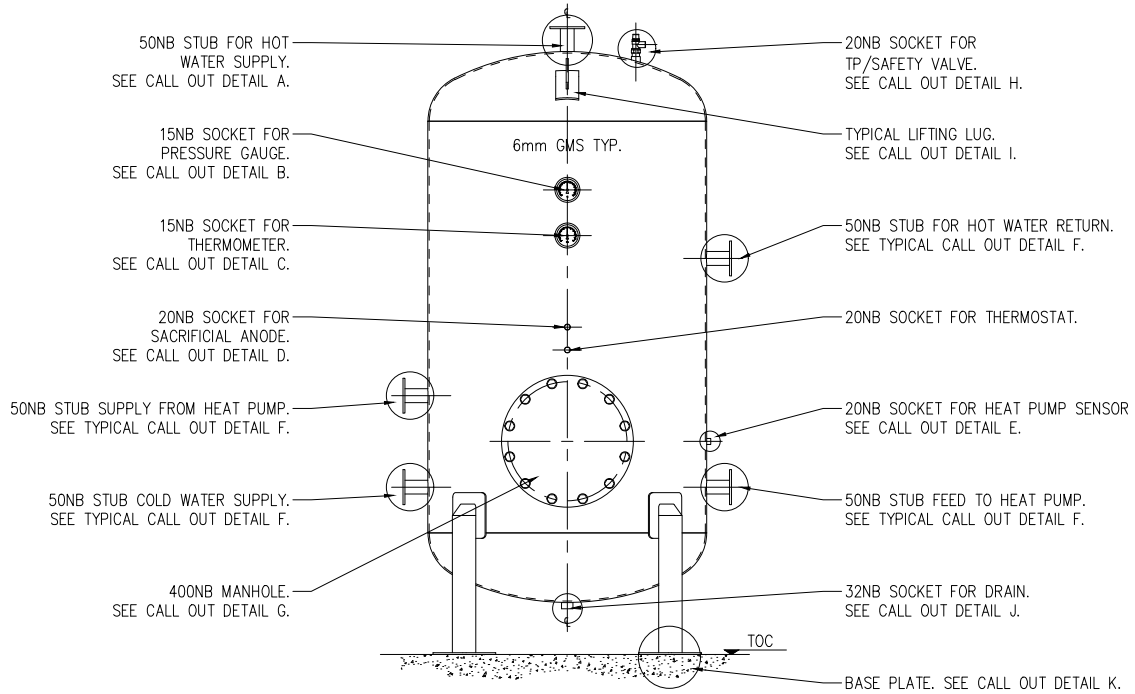 50NB STUB FOR HOT
WATER SUPPLY.
SEE CALL OUT DETAIL A.
15NB SOCKET FOR
PRESSURE GAUGE.
SEE CALL OUT DETAIL B.
15NB SOCKET FOR
THERMOMETER.
SEE CALL OUT DETAIL C.
20NB SOCKET FOR
SACRIFICIAL ANODE.
SEE CALL OUT DETAIL D.
50NB STUB SUPPLY FROM HEAT PUMP.
SEE TYPICAL CALL OUT DETAIL F.
50NB STUB COLD WATER SUPPLY.
SEE TYPICAL CALL OUT DETAIL F.
400NB MANHOLE.
SEE CALL OUT DETAIL G.
℄
6mm GMS TYP.
℄
20NB SOCKET FOR
TP/SAFETY VALVE.
SEE CALL OUT DETAIL H.
TYPICAL LIFTING LUG.
SEE CALL OUT DETAIL I.
50NB STUB FOR HOT WATER RETURN.
SEE TYPICAL CALL OUT DETAIL F.
20NB SOCKET FOR THERMOSTAT.
20NB SOCKET FOR HEAT PUMP SENSOR
SEE CALL OUT DETAIL E.
50NB STUB FEED TO HEAT PUMP.
SEE TYPICAL CALL OUT DETAIL F.
32NB SOCKET FOR DRAIN.
SEE CALL OUT DETAIL J.
TOC
BASE PLATE. SEE CALL OUT DETAIL K.